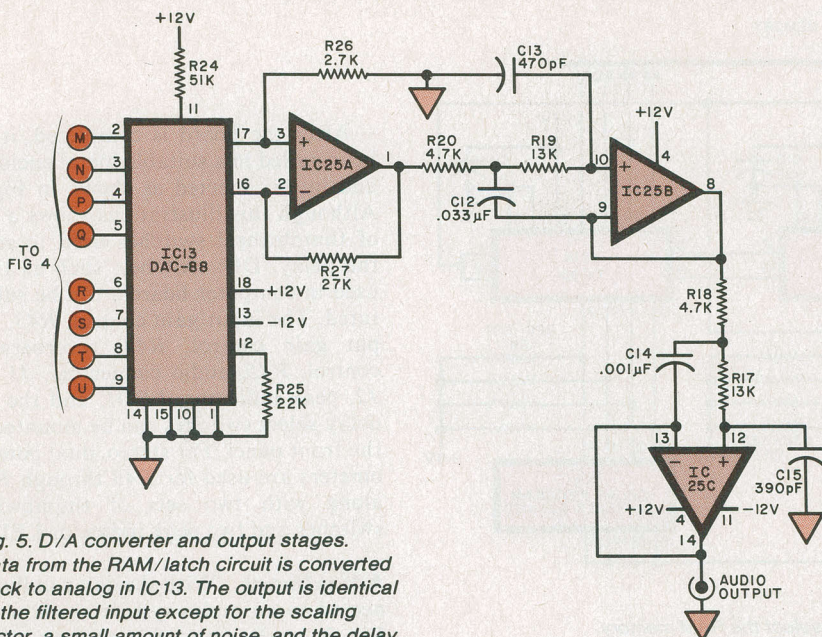 +12V
R24
51K
11
R26
2.7K
C13
470pF
M 2
N 3
P 4
Q 5
R 6
S 7
T 8
U 9
TO
FIG 4
IC13
DAC-88
17
16
18 +12V
13 -12V
12
R25
22K
14 15 10 1
3
+
2
-
IC25A
1
R27
27K
R20
4.7K
R19
13K
C12
.033µF
+12V
4
10
+
9
-
IC25B
8
R18
4.7K
C14
.001µF
R17
13K
13 12
- +
IC
25C
+12V -12V
4 11
14
C15
390pF
AUDIO
OUTPUT
g. 5. D/A converter and output stages.
ata from the RAM/latch circuit is converted
ck to analog in IC13. The output is identical
the filtered input except for the scaling
ctor, a small amount of noise, and the delay